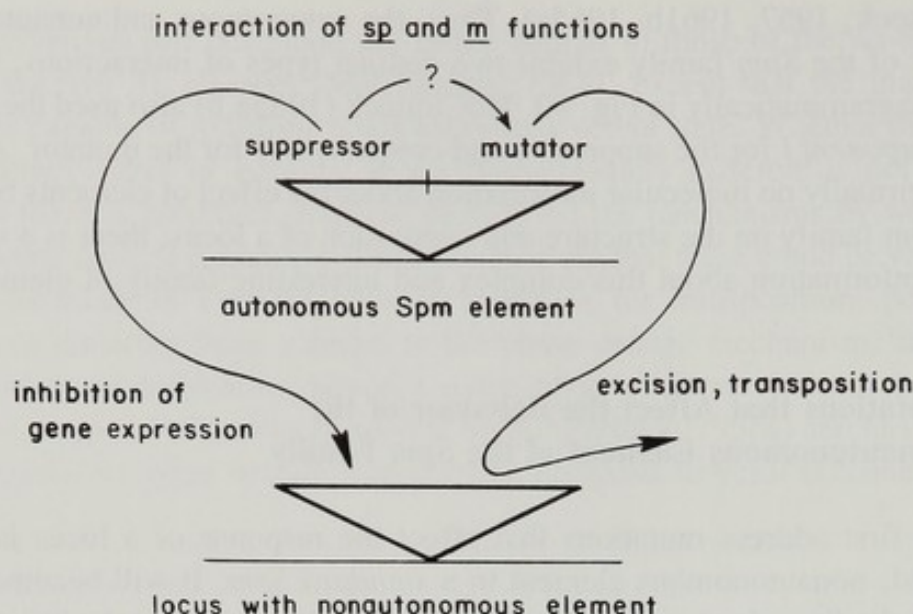 interaction of sp and m functions
?
suppressor mutator
autonomous Spm element
inhibition of
gene expression
excision, transposition
locus with nonautonomous element